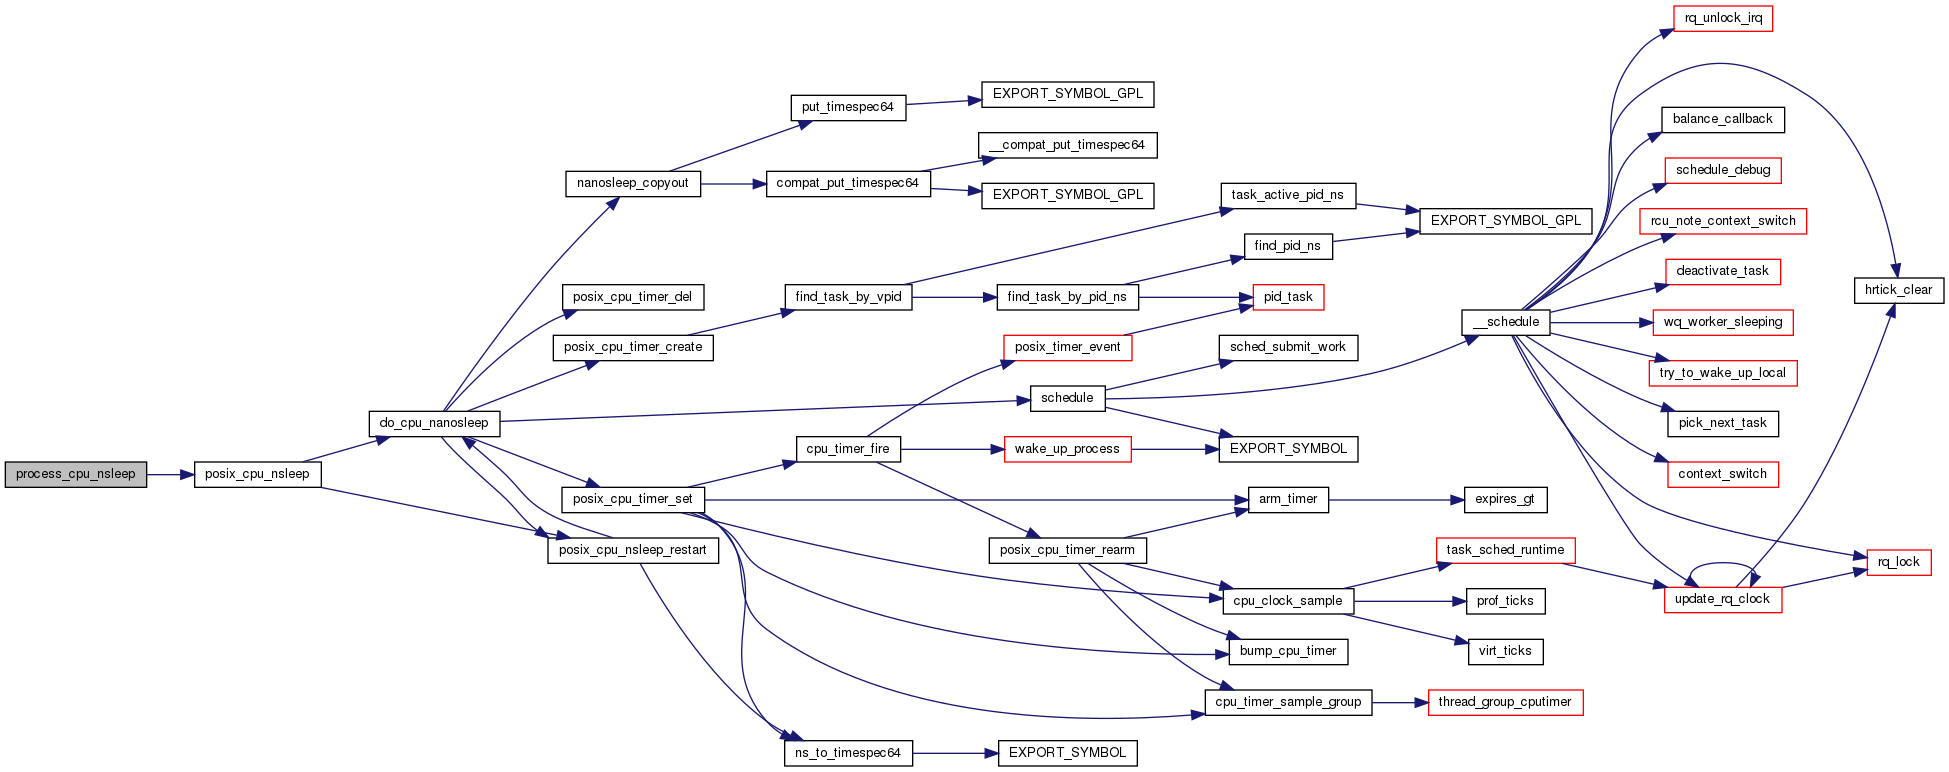 rq_unlock_irq
EXPORT_SYMBOL_GPL
put_timespec64
balance_callback
__compat_put_timespec64
schedule_debug
nanosleep_copyout
compat_put_timespec64
EXPORT_SYMBOL_GPL
task_active_pid_ns
EXPORT_SYMBOL_GPL
rcu_note_context_switch
find_pid_ns
deactivate_task
hrtick_clear
posix_cpu_timer_del
find_task_by_vpid
find_task_by_pid_ns
pid_task
__schedule
wq_worker_sleeping
posix_cpu_timer_create
posix_timer_event
sched_submit_work
try_to_wake_up_local
schedule
do_cpu_nanosleep
pick_next_task
cpu_timer_fire
wake_up_process
EXPORT_SYMBOL
process_cpu_nsleep
posix_cpu_nsleep
context_switch
posix_cpu_timer_set
arm_timer
expires_gt
posix_cpu_nsleep_restart
posix_cpu_timer_rearm
task_sched_runtime
rq_lock
cpu_clock_sample
prof_ticks
update_rq_clock
bump_cpu_timer
virt_ticks
cpu_timer_sample_group
thread_group_cputimer
ns_to_timespec64
EXPORT_SYMBOL